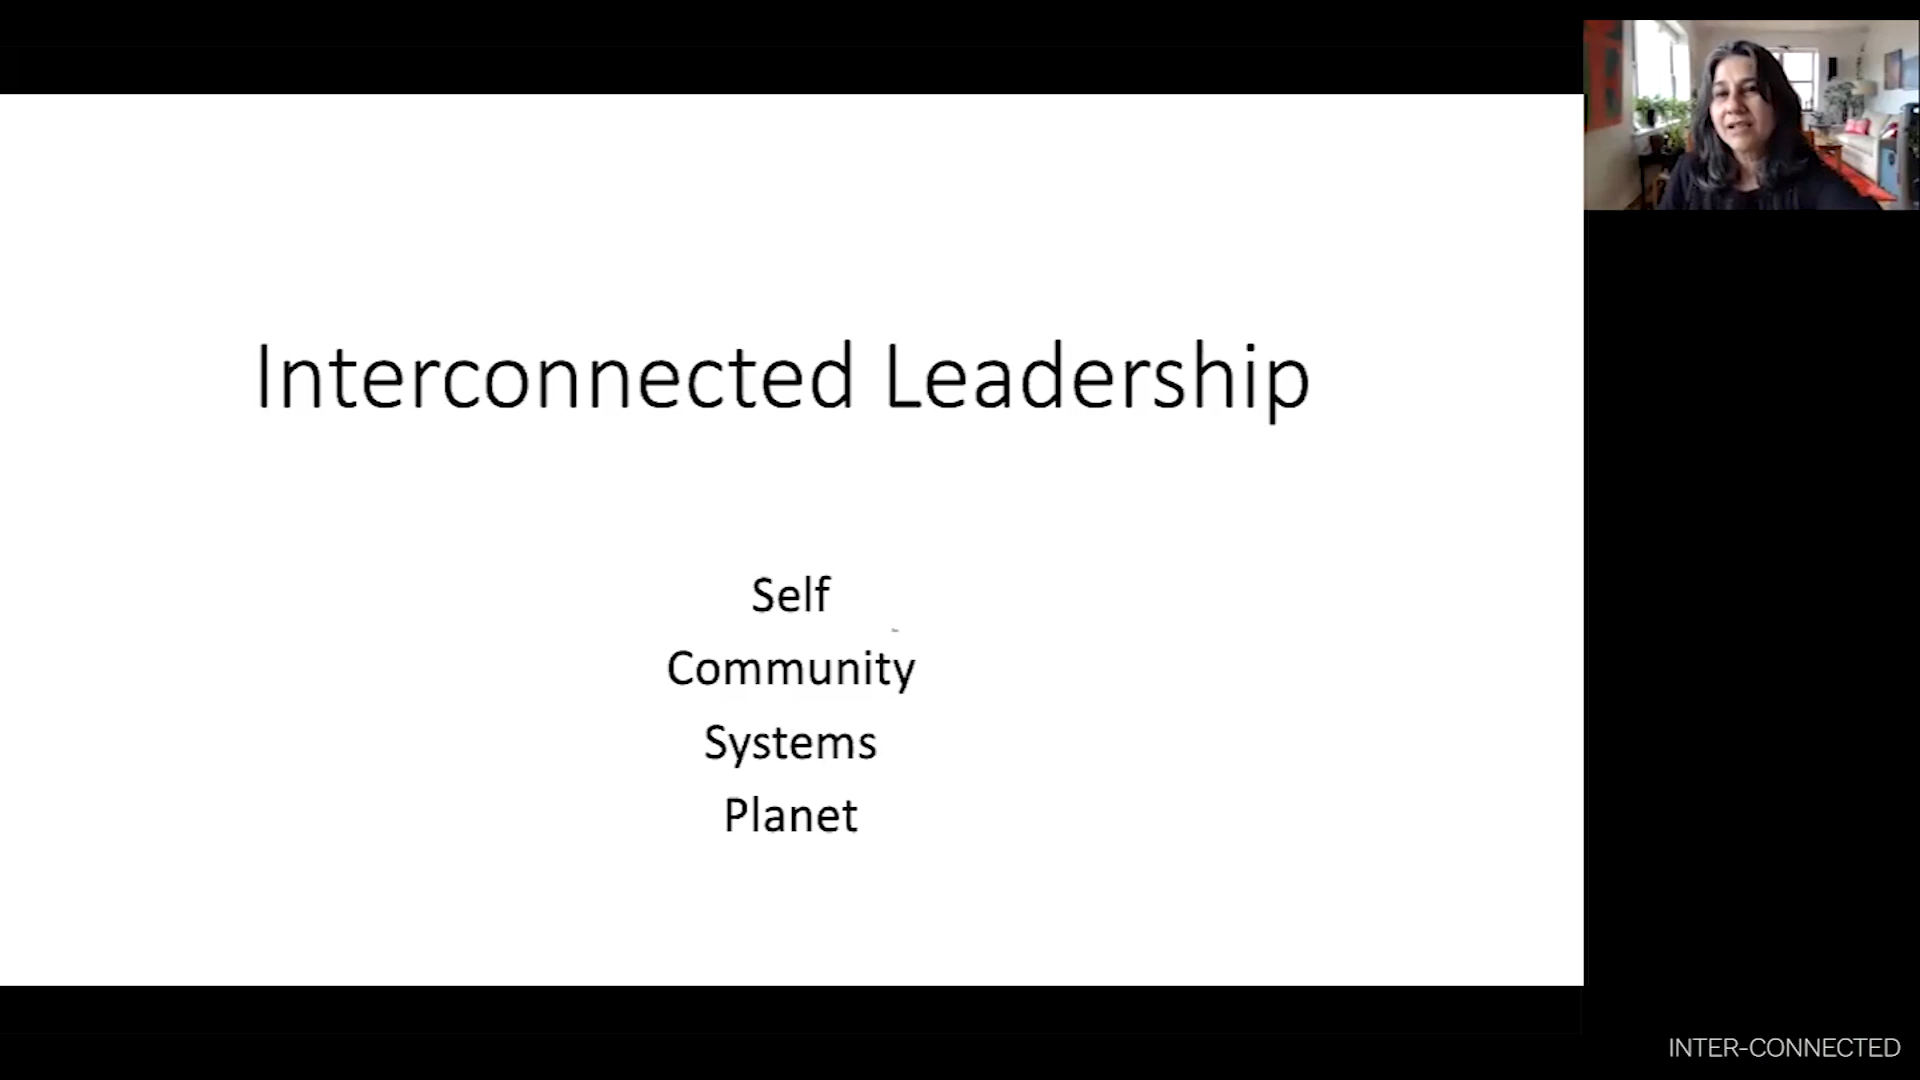 Interconnected Leadership
Self
Community
Systems
Planet
INTER-CONNECTED